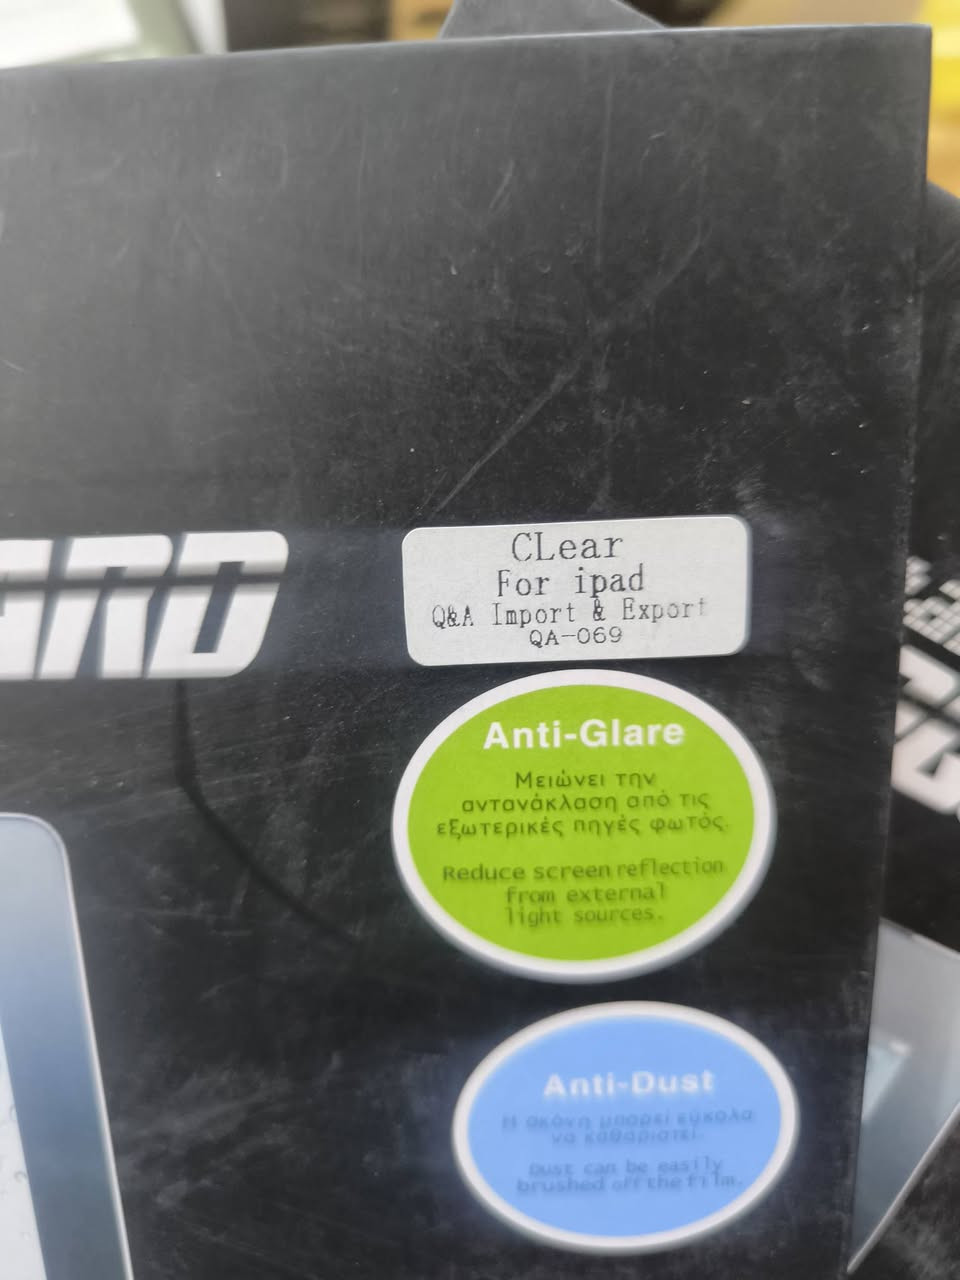 ARD
CLear
For ipad
Q&A Import & Export
QA-069
Anti-Glare
Μειώνει την
αντανάκλαση από τις
εξωτερικές πηγές φωτός.
Reduce screen reflection
from external
light sources.
Anti-Dust
Η σκόνη μπορεί εύκολα
να καθαριστεί.
Dust can be easily
brushed off the film.